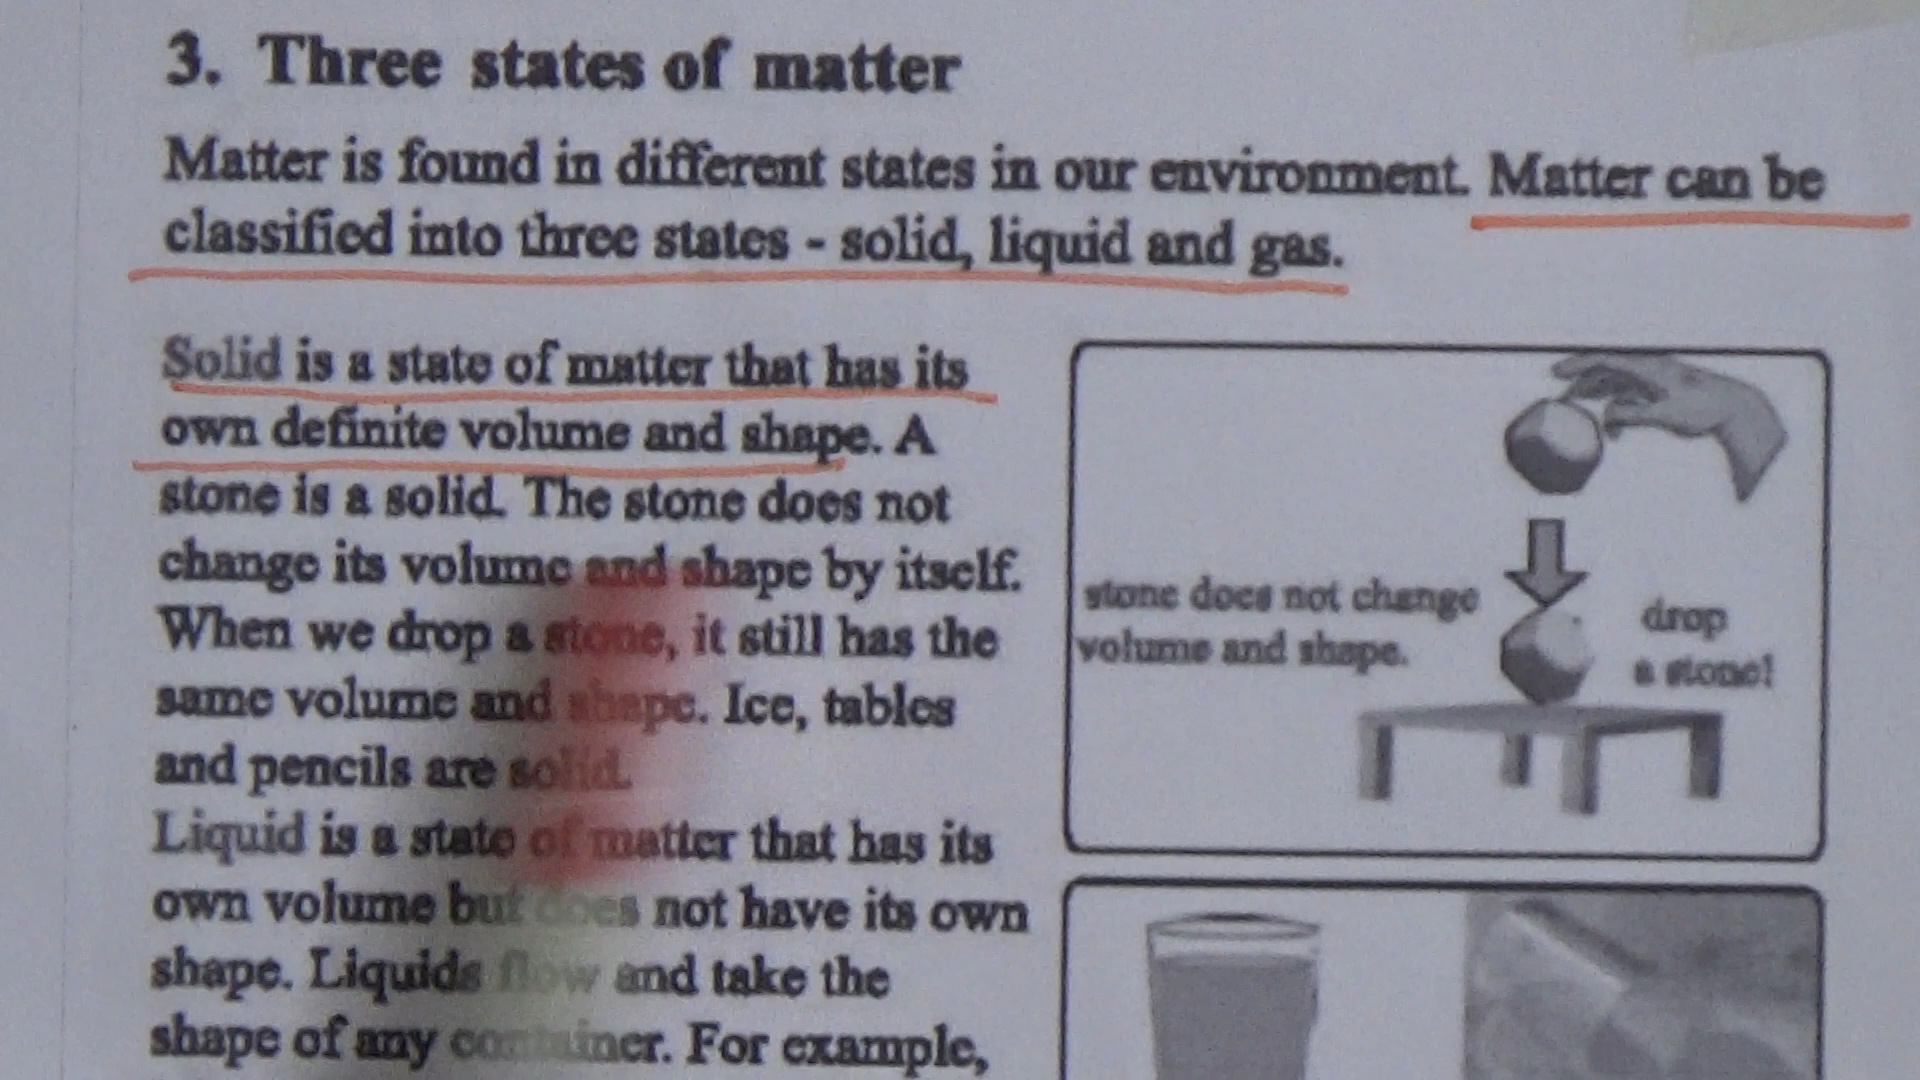 3. Three states of matter
Matter is found in different states in our environment. Matter can be
classified into three states - solid, liquid and gas.
Solid is a state of matter that has its
own definite volume and shape. A
stone is a solid. The stone does not
change its volume and shape by itself.
When we drop a stone, it still has the
same volume and shape. Ice, tables
and pencils are solid.
Liquid is a state of matter that has its
own volume but does not have its own
shape. Liquids flow and take the
shape of any container. For example,
stone does not change
volume and shape.
drop
a stone!